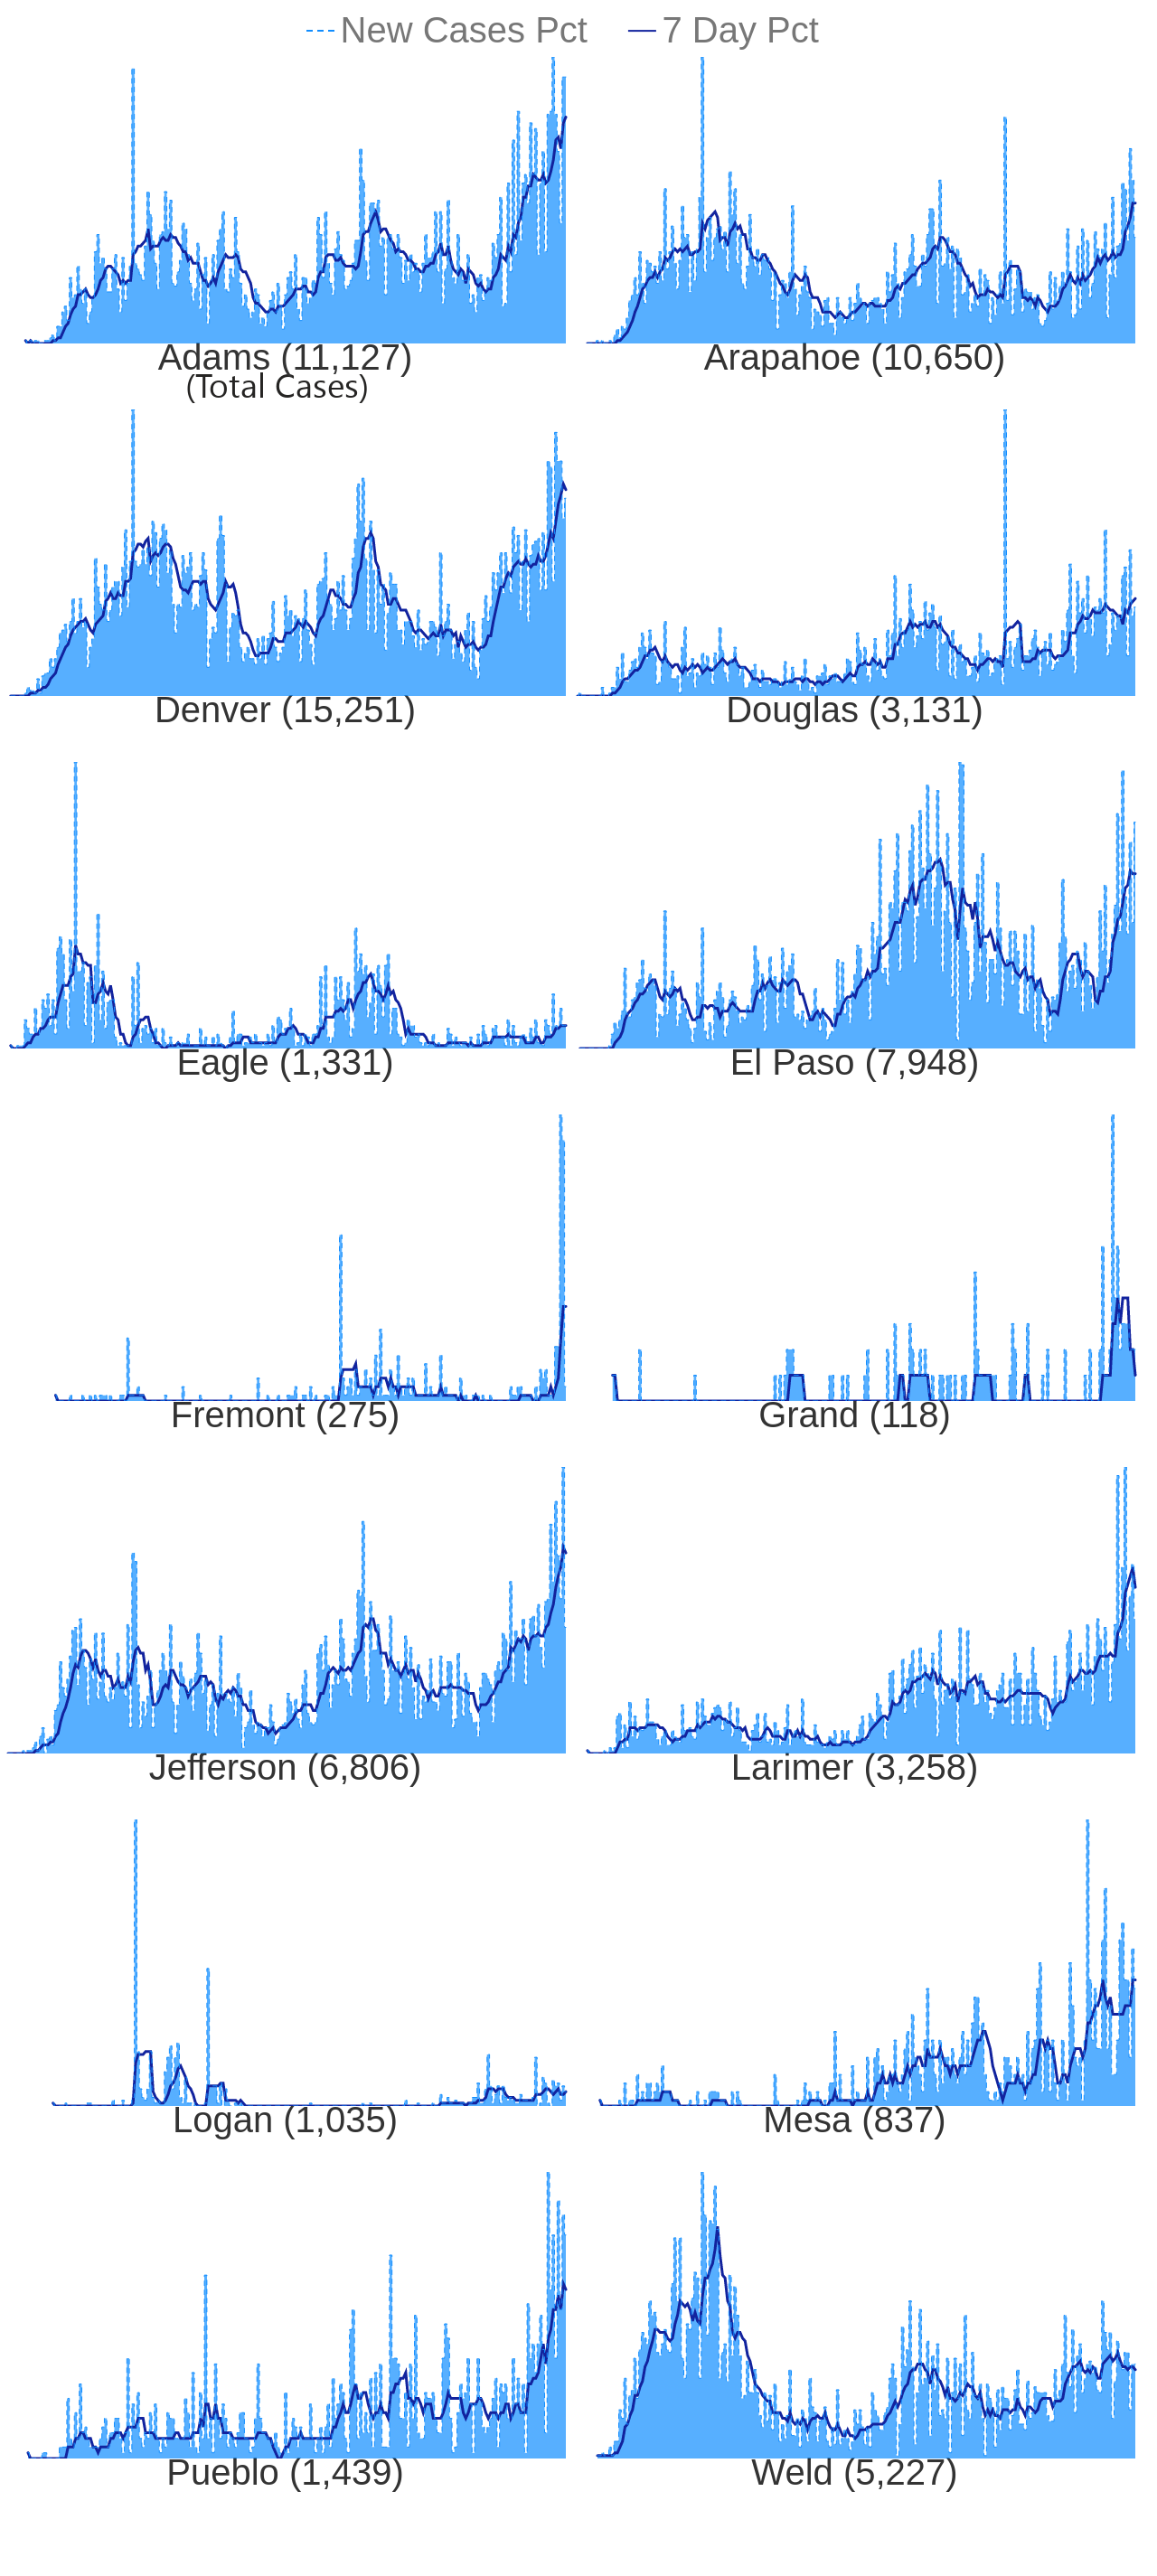 New Cases Pct 7 Day Pct
Adams (11,127) Arapahoe (10,650)
(Total Cases)
Denver (15,251) Douglas (3,131)
Eagle (1,331) El Paso (7,948)
Fremont (275) Grand (118)
Jefferson (6,806) Larimer (3,258)
Logan (1,035) Mesa (837)
Pueblo (1,439) Weld (5,227)